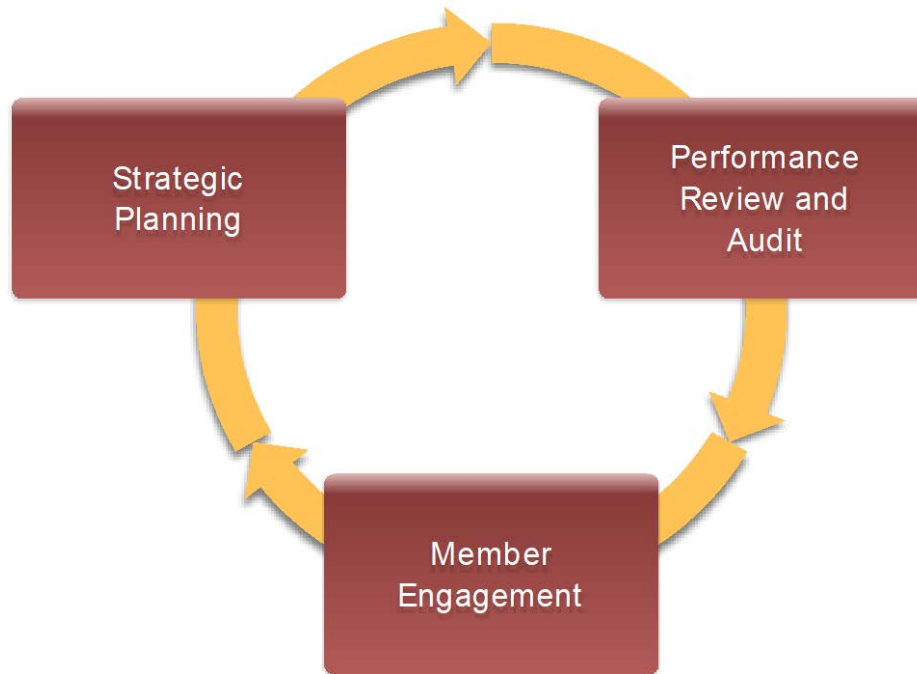 Strategic
Planning
Performance
Review and
Audit
Member
Engagement